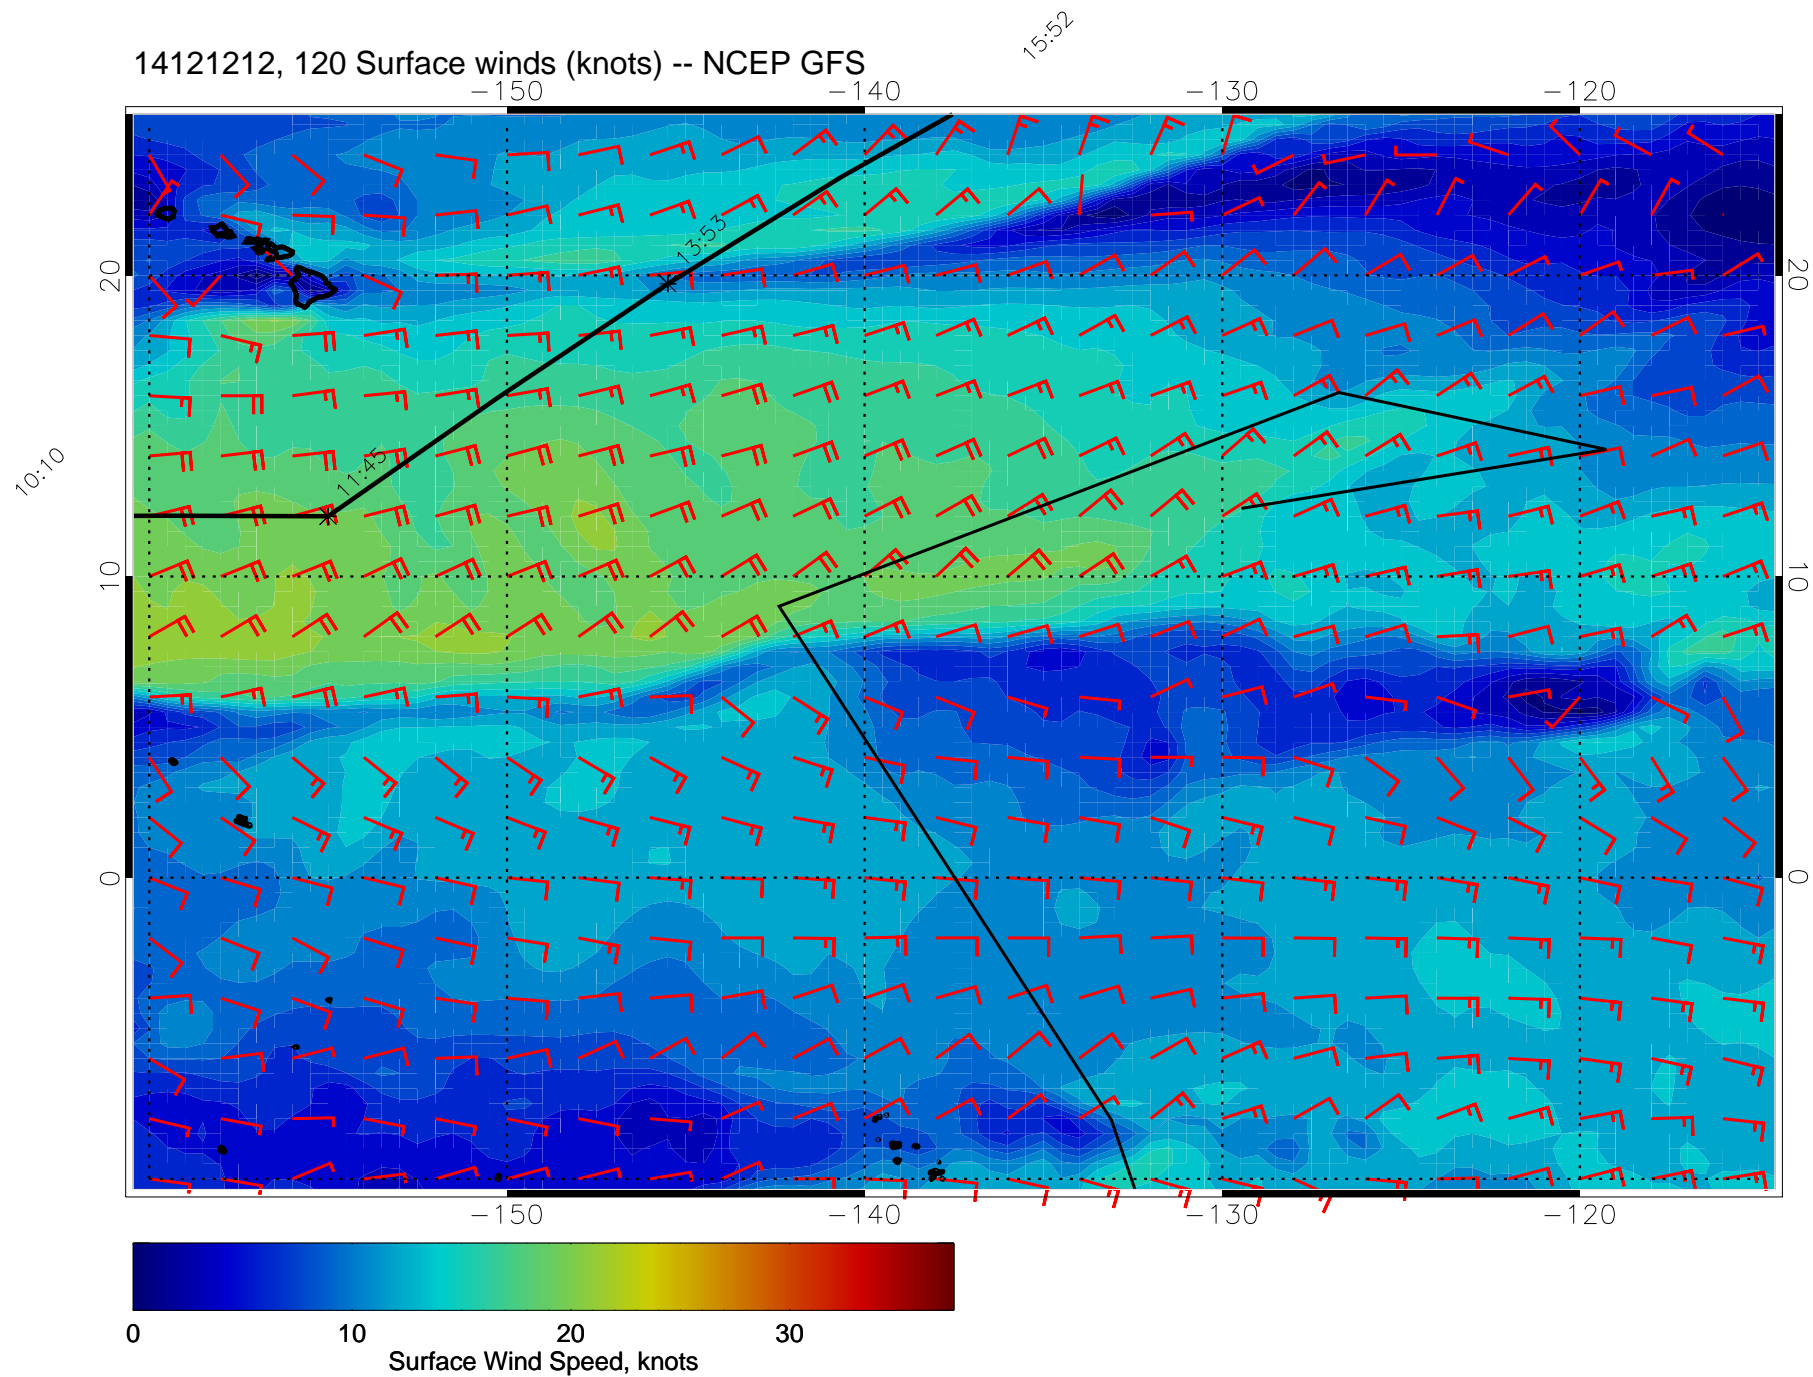 15:52
14121212, 120 Surface winds (knots) -- NCEP GFS
-150 -140 -130 -120
13:53
20 20
11:45
10:10
10 10
0 0
-150 -140 -130 -120
0 10 20 30
Surface Wind Speed, knots